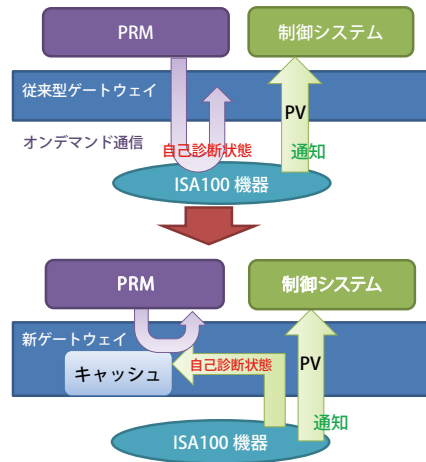 PRM
制御システム
従来型ゲートウェイ
PV
オンデマンド通信
自己診断状態
通知
ISA100 機器
PRM
制御システム
新ゲートウェイ
キャッシュ
自己診断状態
PV
通知
ISA100 機器